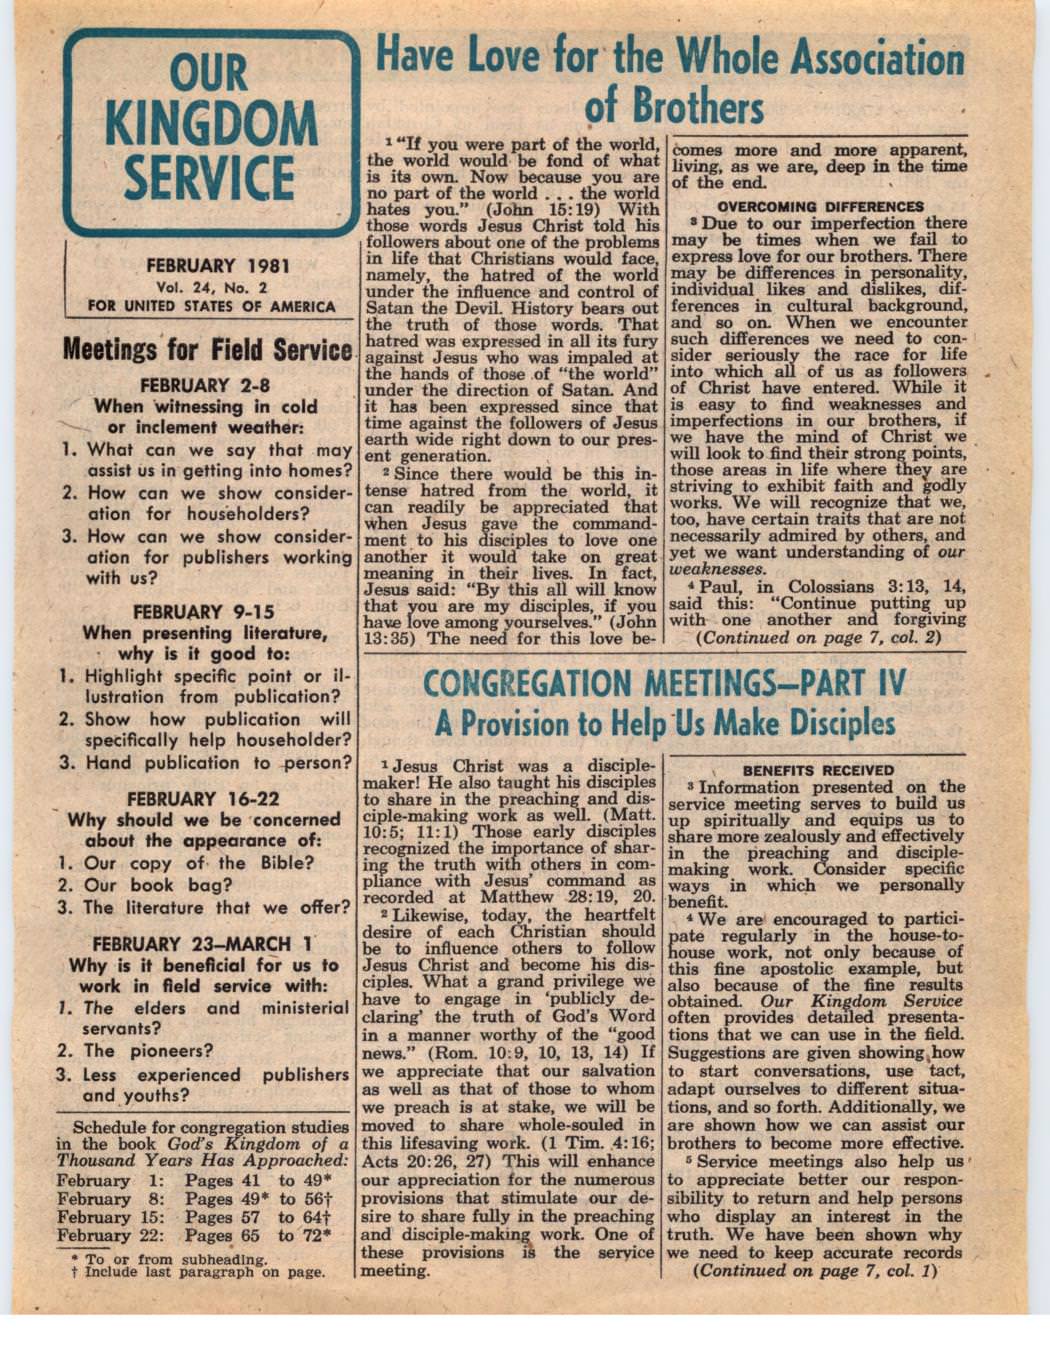 OUR
KINGDOM
SERVICE
FEBRUARY 1981
Vol. 24, No. 2
FOR UNITED STATES OF AMERICA
Meetings for Field Service
FEBRUARY 2-8
When witnessing in cold
or inclement weather:
1. What can we say that may
assist us in getting into homes?
2. How can we show consider-
ation for householders?
3. How can we show consider-
ation for publishers working
with us?
FEBRUARY 9-15
When presenting literature,
why is it good to:
1. Highlight specific point or il-
lustration from publication?
2. Show how publication will
specifically help householder?
3. Hand publication to person?
FEBRUARY 16-22
Why should we be concerned
about the appearance of:
1. Our copy of the Bible?
2. Our book bag?
3. The literature that we offer?
FEBRUARY 23–MARCH 1
Why is it beneficial for us to
work in field service with:
1. The elders and ministerial
servants?
2. The pioneers?
3. Less experienced publishers
and youths?
Schedule for congregation studies
in the book God's Kingdom of a
Thousand Years Has Approached:
February 1: Pages 41 to 49*
February 8: Pages 49* to 56†
February 15: Pages 57 to 64†
February 22: Pages 65 to 72*
* To or from subheading.
† Include last paragraph on page.
Have Love for the Whole Association
of Brothers
1 "If you were part of the world,
the world would be fond of what
is its own. Now because you are
no part of the world . . . the world
hates you." (John 15:19) With
those words Jesus Christ told his
followers about one of the problems
in life that Christians would face,
namely, the hatred of the world
under the influence and control of
Satan the Devil. History bears out
the truth of those words. That
hatred was expressed in all its fury
against Jesus who was impaled at
the hands of those of "the world"
under the direction of Satan. And
it has been expressed since that
time against the followers of Jesus
earth wide right down to our pres-
ent generation.
2 Since there would be this in-
tense hatred from the world, it
can readily be appreciated that
when Jesus gave the command-
ment to his disciples to love one
another it would take on great
meaning in their lives. In fact,
Jesus said: "By this all will know
that you are my disciples, if you
have love among yourselves." (John
13:35) The need for this love be-
comes more and more apparent,
living, as we are, deep in the time
of the end.
OVERCOMING DIFFERENCES
3 Due to our imperfection there
may be times when we fail to
express love for our brothers. There
may be differences in personality,
individual likes and dislikes, dif-
ferences in cultural background,
and so on. When we encounter
such differences we need to con-
sider seriously the race for life
into which all of us as followers
of Christ have entered. While it
is easy to find weaknesses and
imperfections in our brothers, if
we have the mind of Christ we
will look to find their strong points,
those areas in life where they are
striving to exhibit faith and godly
works. We will recognize that we,
too, have certain traits that are not
necessarily admired by others, and
yet we want understanding of our
weaknesses.
4 Paul, in Colossians 3:13, 14,
said this: "Continue putting up
with one another and forgiving
(Continued on page 7, col. 2)
CONGREGATION MEETINGS—PART IV
A Provision to Help Us Make Disciples
1 Jesus Christ was a disciple-
maker! He also taught his disciples
to share in the preaching and dis-
ciple-making work as well. (Matt.
10:5; 11:1) Those early disciples
recognized the importance of shar-
ing the truth with others in com-
pliance with Jesus' command as
recorded at Matthew 28:19, 20.
2 Likewise, today, the heartfelt
desire of each Christian should
be to influence others to follow
Jesus Christ and become his dis-
ciples. What a grand privilege we
have to engage in 'publicly de-
claring' the truth of God's Word
in a manner worthy of the "good
news." (Rom. 10:9, 10, 13, 14) If
we appreciate that our salvation
as well as that of those to whom
we preach is at stake, we will be
moved to share whole-souled in
this lifesaving work. (1 Tim. 4:16;
Acts 20:26, 27) This will enhance
our appreciation for the numerous
provisions that stimulate our de-
sire to share fully in the preaching
and disciple-making work. One of
these provisions is the service
meeting.
BENEFITS RECEIVED
3 Information presented on the
service meeting serves to build us
up spiritually and equips us to
share more zealously and effectively
in the preaching and disciple-
making work. Consider specific
ways in which we personally
benefit.
4 We are encouraged to partici-
pate regularly in the house-to-
house work, not only because of
this fine apostolic example, but
also because of the fine results
obtained. Our Kingdom Service
often provides detailed presenta-
tions that we can use in the field.
Suggestions are given showing how
to start conversations, use tact,
adapt ourselves to different situa-
tions, and so forth. Additionally, we
are shown how we can assist our
brothers to become more effective.
5 Service meetings also help us
to appreciate better our respon-
sibility to return and help persons
who display an interest in the
truth. We have been shown why
we need to keep accurate records
(Continued on page 7, col. 1)